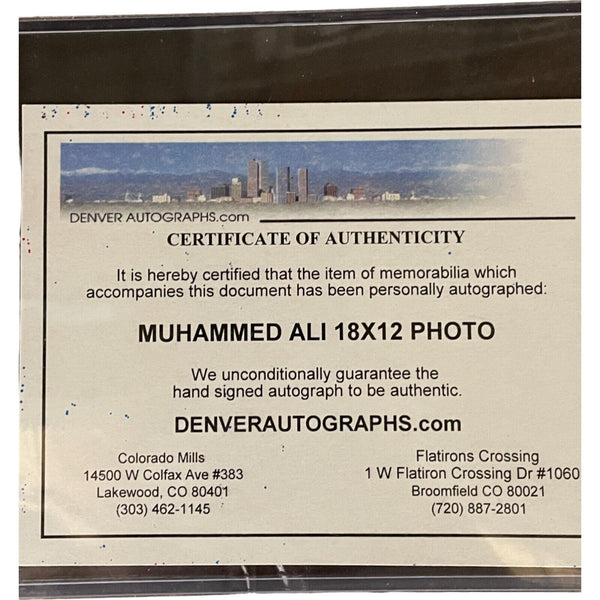 DENVER AUTOGRAPHS.com
CERTIFICATE OF AUTHENTICITY
It is hereby certified that the item of memorabilia which
accompanies this document has been personally autographed:
MUHAMMED ALI 18X12 PHOTO
We unconditionally guarantee the
hand signed autograph to be authentic.
DENVERAUTOGRAPHS.com
Colorado Mills
14500 W Colfax Ave #383
Lakewood, CO 80401
(303) 462-1145
Flatirons Crossing
1 W Flatiron Crossing Dr #1060
Broomfield CO 80021
(720) 887-2801